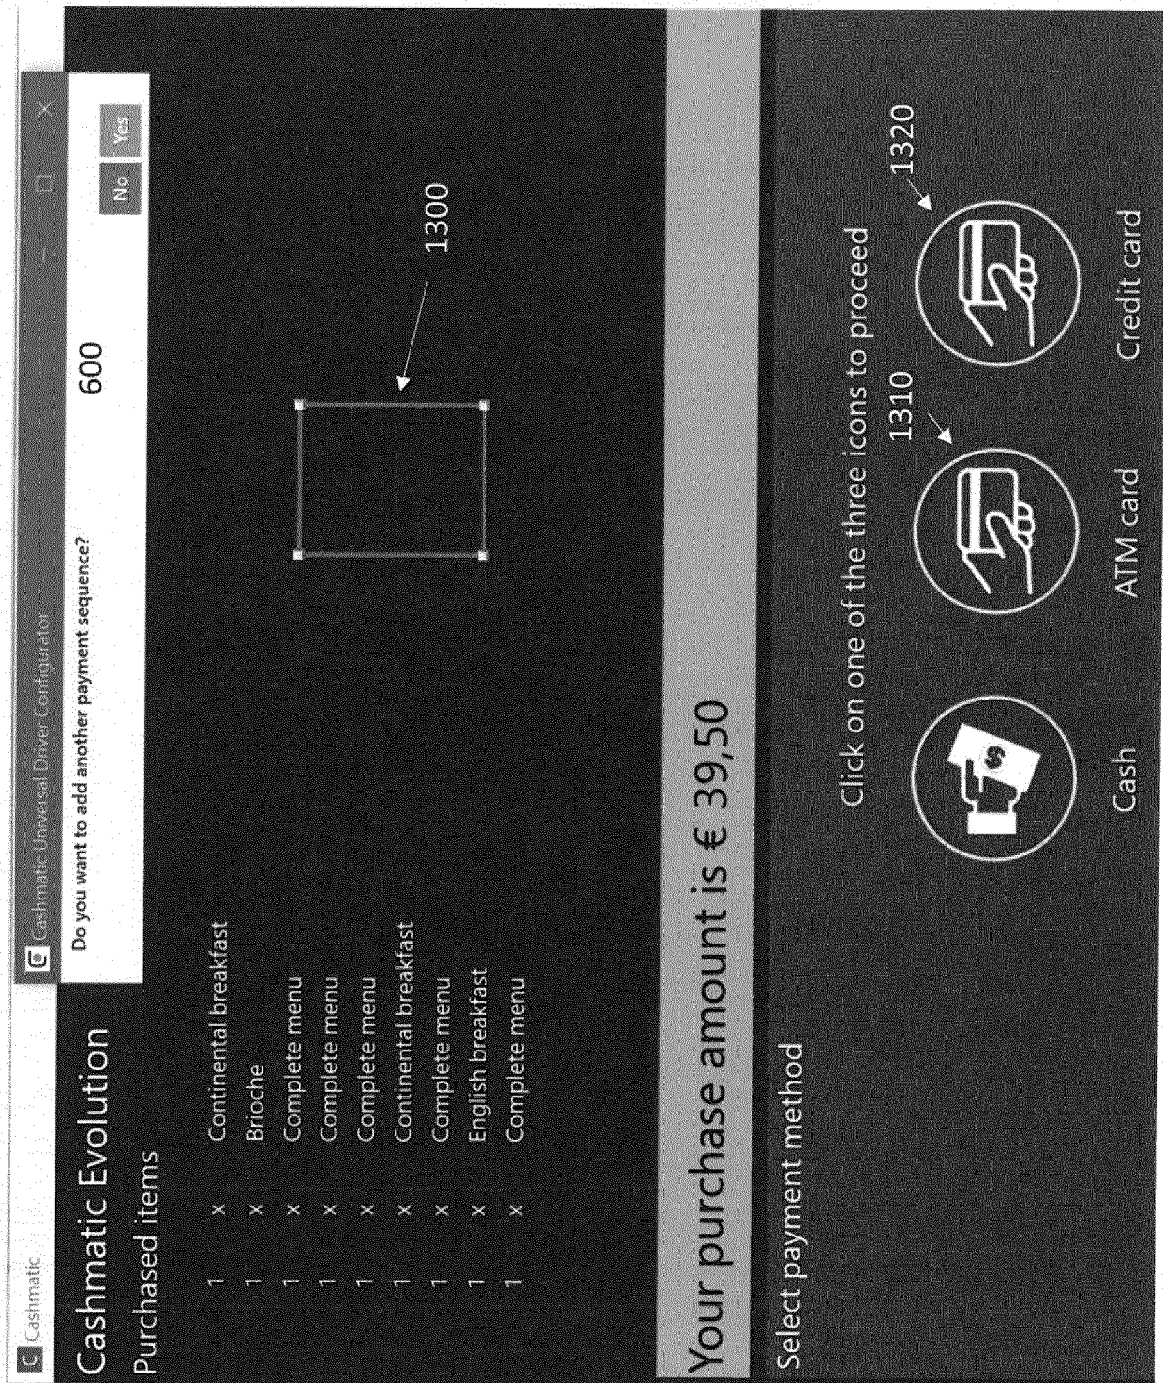 Cashmatic
Cashmatic Universal Driver Configurator
Do you want to add another payment sequence?
600
No Yes
Cashmatic Evolution
Purchased items
1 x Continental breakfast
1 x Brioche
1 x Complete menu
1 x Complete menu
1 x Complete menu
1 x Continental breakfast
1 x Complete menu
1 x English breakfast
1 x Complete menu
1300
Your purchase amount is € 39,50
Select payment method
Click on one of the three icons to proceed
1310
1320
Cash
ATM card
Credit card